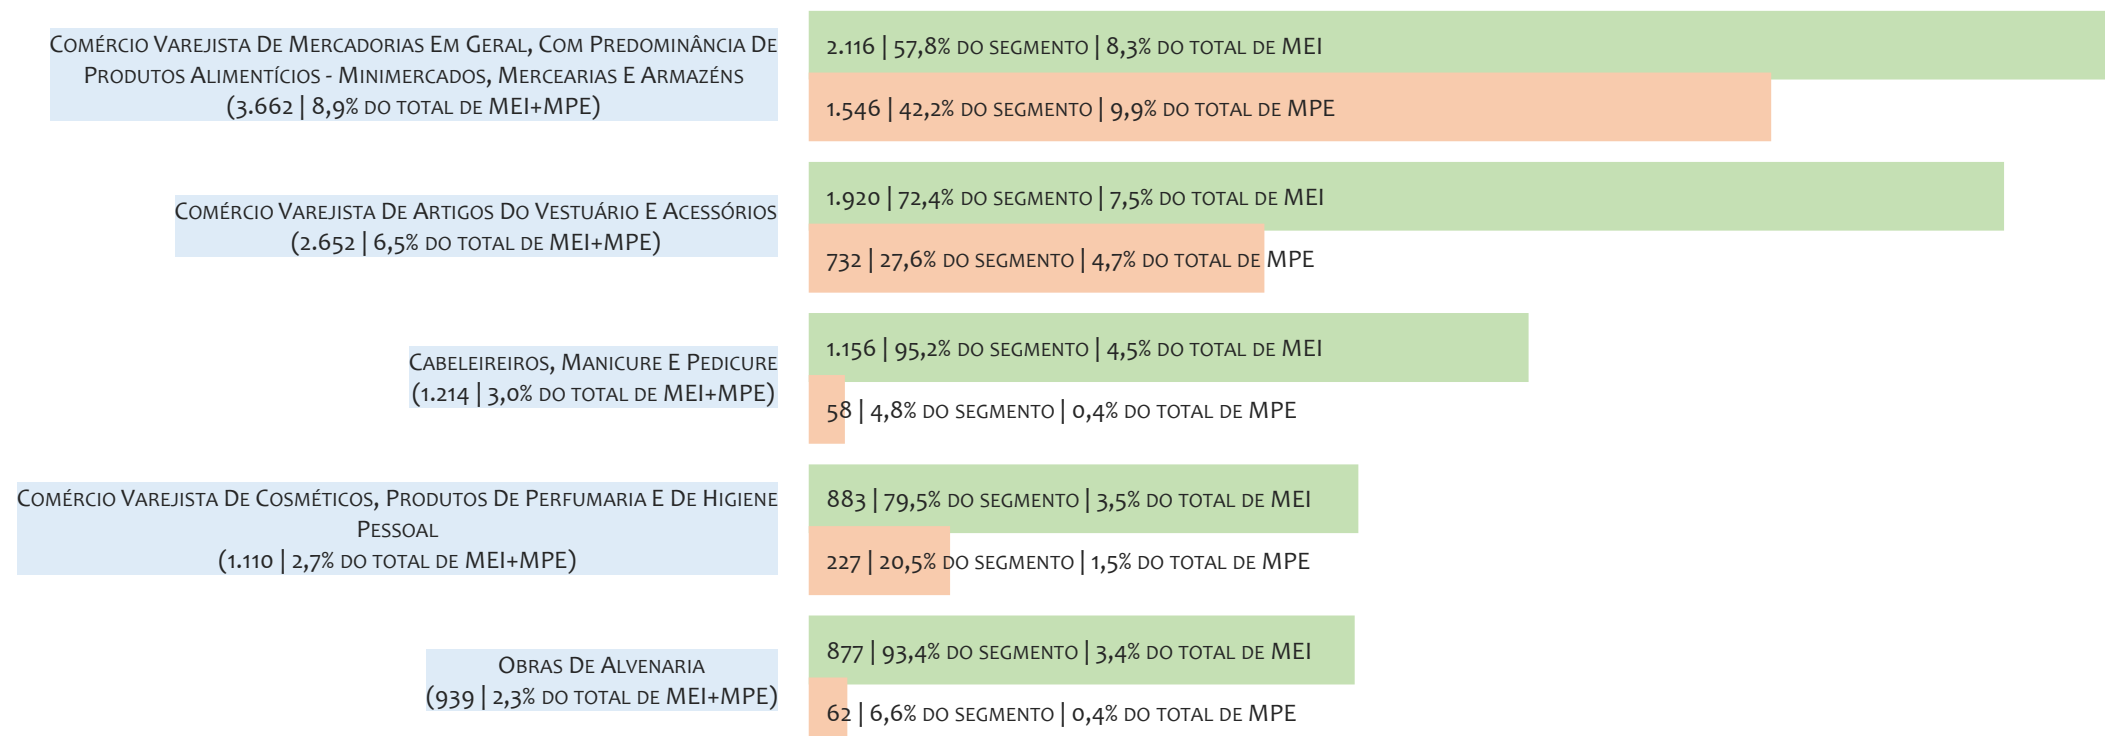 Comércio Varejista De Mercadorias Em Geral, Com Predominância De
Produtos Alimentícios - Minimercados, Mercearias E Armazéns
(3.662 | 8,9% do total de MEI+MPE)
2.116 | 57,8% do segmento | 8,3% do total de MEI
1.546 | 42,2% do segmento | 9,9% do total de MPE
Comércio Varejista De Artigos Do Vestuário E Acessórios
(2.652 | 6,5% do total de MEI+MPE)
1.920 | 72,4% do segmento | 7,5% do total de MEI
732 | 27,6% do segmento | 4,7% do total de MPE
Cabeleireiros, Manicure E Pedicure
(1.214 | 3,0% do total de MEI+MPE)
1.156 | 95,2% do segmento | 4,5% do total de MEI
58 | 4,8% do segmento | 0,4% do total de MPE
Comércio Varejista De Cosméticos, Produtos De Perfumaria E De Higiene
Pessoal
(1.110 | 2,7% do total de MEI+MPE)
883 | 79,5% do segmento | 3,5% do total de MEI
227 | 20,5% do segmento | 1,5% do total de MPE
Obras De Alvenaria
(939 | 2,3% do total de MEI+MPE)
877 | 93,4% do segmento | 3,4% do total de MEI
62 | 6,6% do segmento | 0,4% do total de MPE